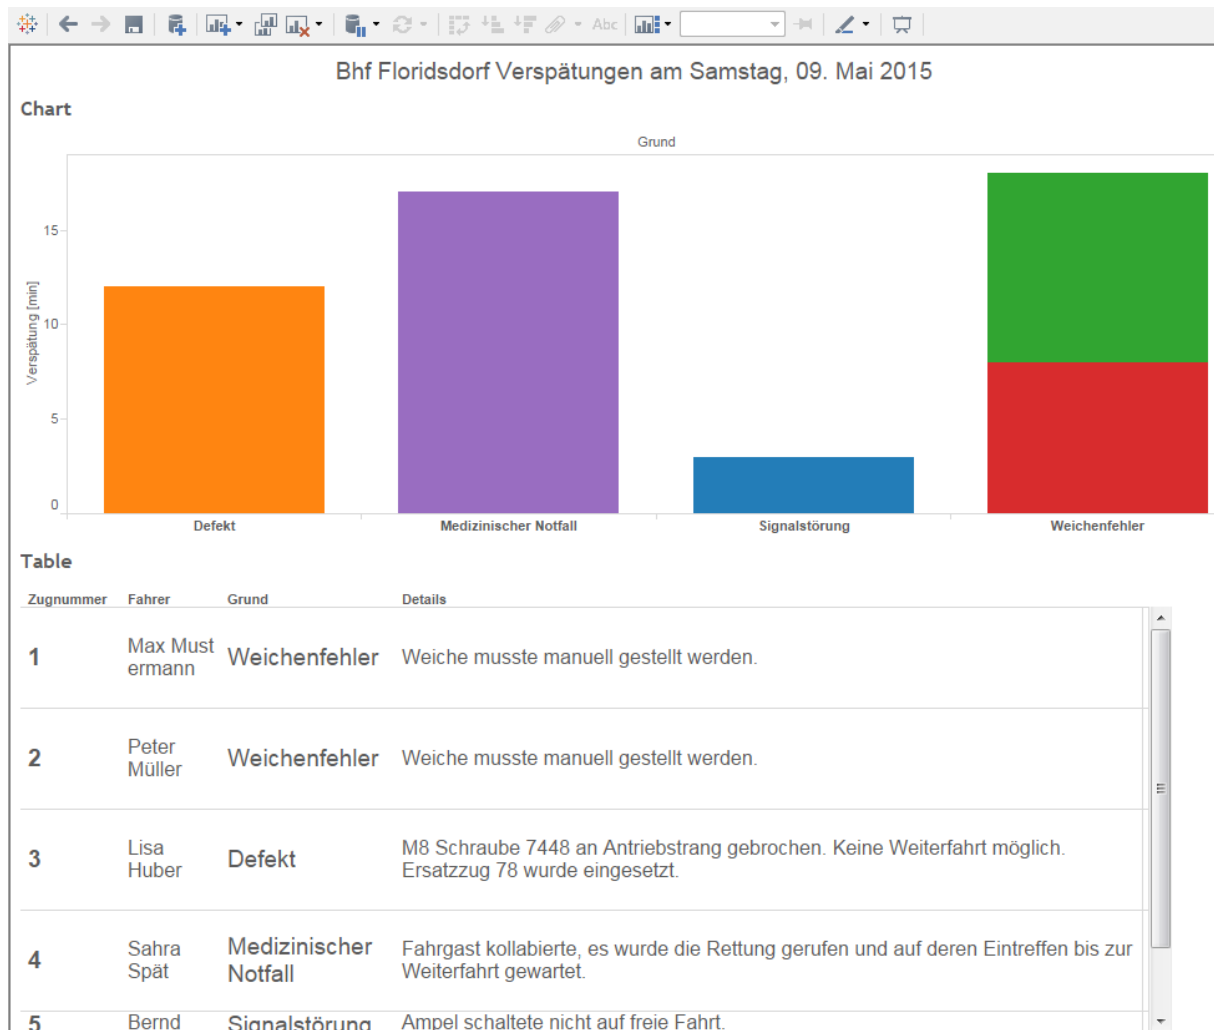 Abc
Bhf Floridsdorf Verspätungen am Samstag, 09. Mai 2015
Chart
Grund
15
10
5
0
Verspätung [min]
Defekt Medizinischer Notfall Signalstörung Weichenfehler
Table
Zugnummer Fahrer Grund Details
1 Max Must Weichenfehler Weiche musste manuell gestellt werden.
ermann
2 Peter Weichenfehler Weiche musste manuell gestellt werden.
Müller
3 Lisa Defekt M8 Schraube 7448 an Antriebstrang gebrochen. Keine Weiterfahrt möglich.
Huber Ersatzzug 78 wurde eingesetzt.
4 Sahra Medizinischer Fahrgast kollabierte, es wurde die Rettung gerufen und auf deren Eintreffen bis zur
Spät Notfall Weiterfahrt gewartet.
5 Bernd Signalstörung Ampel schaltete nicht auf freie Fahrt.